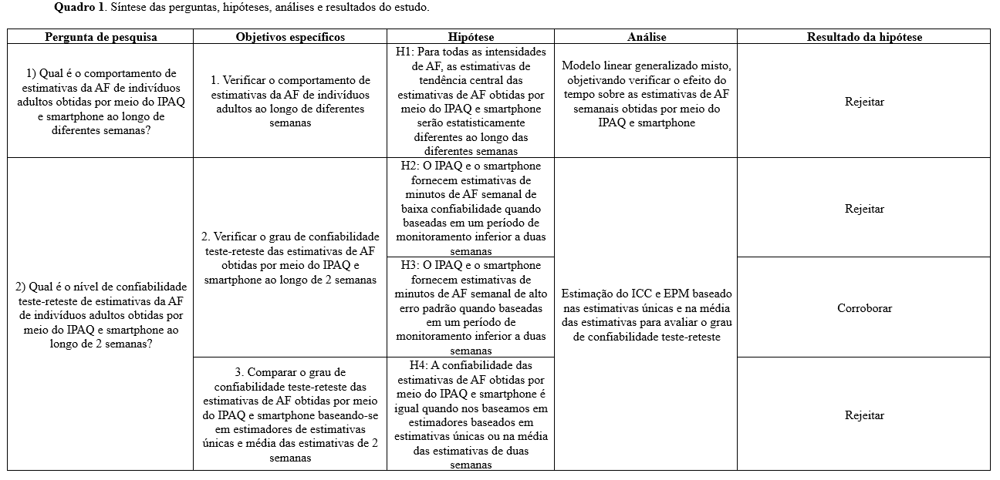 Quadro 1. Síntese das perguntas, hipóteses, análises e resultados do estudo.
Pergunta de pesquisa
Objetivos específicos
Hipótese
Análise
Resultado da hipótese
1) Qual é o comportamento de
estimativas da AF de indivíduos
adultos obtidas por meio do IPAQ
e smartphone ao longo de
diferentes semanas?
1. Verificar o comportamento de
estimativas da AF de indivíduos
adultos ao longo de diferentes
semanas
H1: Para todas as intensidades
de AF, as estimativas de
tendência central das
estimativas de AF obtidas por
meio do IPAQ e smartphone
serão estatisticamente
diferentes ao longo das
diferentes semanas
Modelo linear generalizado misto,
objetivando verificar o efeito do
tempo sobre as estimativas de AF
semanais obtidas por meio do
IPAQ e smartphone
Rejeitar
2) Qual é o nível de confiabilidade
teste-reteste de estimativas da AF
de indivíduos adultos obtidas por
meio do IPAQ e smartphone ao
longo de 2 semanas?
2. Verificar o grau de confiabilidade
teste-reteste das estimativas de AF
obtidas por meio do IPAQ e
smartphone ao longo de 2 semanas
H2: O IPAQ e o smartphone
fornecem estimativas de
minutos de AF semanal de
baixa confiabilidade quando
baseadas em um período de
monitoramento inferior a duas
semanas
Rejeitar
H3: O IPAQ e o smartphone
fornecem estimativas de
minutos de AF semanal de alto
erro padrão quando baseadas
em um período de
monitoramento inferior a duas
semanas
Estimação do ICC e EPM baseado
nas estimativas únicas e na média
das estimativas para avaliar o grau
de confiabilidade teste-reteste
Corroborar
3. Comparar o grau de
confiabilidade teste-reteste das
estimativas de AF obtidas por meio
do IPAQ e smartphone baseando-se
em estimadores de estimativas
únicas e média das estimativas de 2
semanas
H4: A confiabilidade das
estimativas de AF obtidas por
meio do IPAQ e smartphone é
igual quando nos baseamos em
estimadores baseados em
estimativas únicas ou na média
das estimativas de duas
semanas
Rejeitar